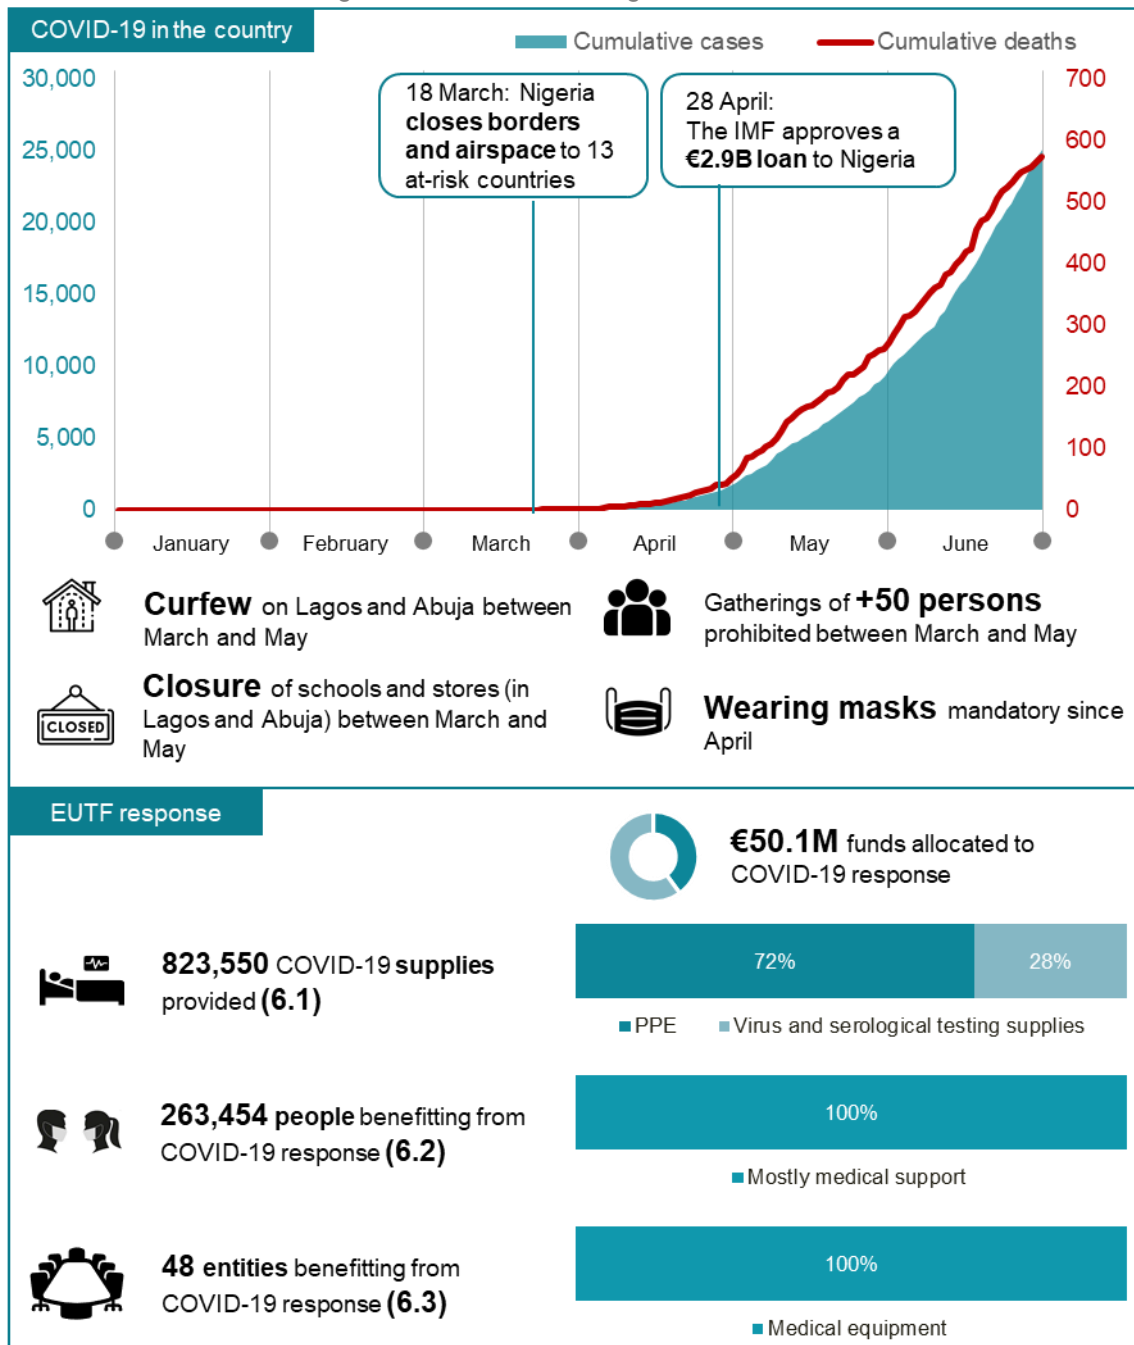 COVID-19 in the country
Cumulative cases
Cumulative deaths
30,000
25,000
20,000
15,000
10,000
5,000
0
700
600
500
400
300
200
100
0
18 March: Nigeria
closes borders
and airspace to 13
at-risk countries
28 April:
The IMF approves a
€2.9B loan to Nigeria
January
February
March
April
May
June
Curfew on Lagos and Abuja between
March and May
Gatherings of +50 persons
prohibited between March and May
CLOSED
Closure of schools and stores (in
Lagos and Abuja) between March and
May
Wearing masks mandatory since
April
EUTF response
€50.1M funds allocated to
COVID-19 response
823,550 COVID-19 supplies
provided (6.1)
72%
28%
PPE
Virus and serological testing supplies
263,454 people benefitting from
COVID-19 response (6.2)
100%
Mostly medical support
48 entities benefitting from
COVID-19 response (6.3)
100%
Medical equipment